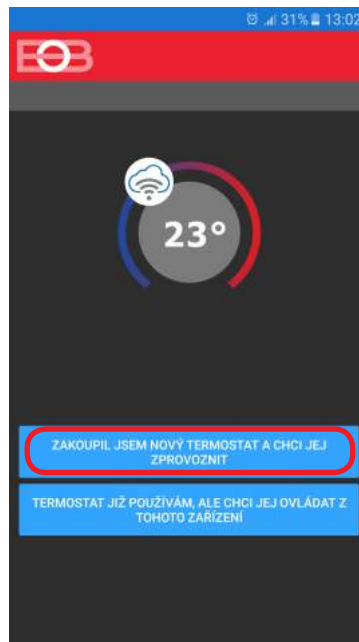 31% 13:02
EOB
23°
ZAKOUPIL JSEM NOVÝ TERMOSTAT A CHCI JEJ
ZPROVOZNIT
TERMOSTAT JIŽ POUŽÍVÁM, ALE CHCI JEJ OVLÁDAT Z
TOHOTO ZAŘÍZENÍ